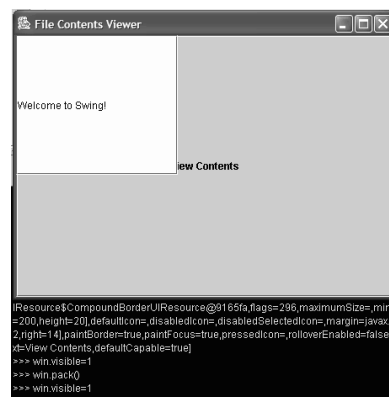 File Contents Viewer
Welcome to Swing!
iew Contents
IResource$CompoundBorderUIResource@9165fa,flags=296,maximumSize=,min
=200,height=20],defaultIcon=,disabledIcon=,disabledSelectedIcon=,margin=javax.
2,right=14],paintBorder=true,paintFocus=true,pressedIcon=,rolloverEnabled=false
xt=View Contents,defaultCapable=true]
>>> win.visible=1
>>> win.pack()
>>> win.visible=1